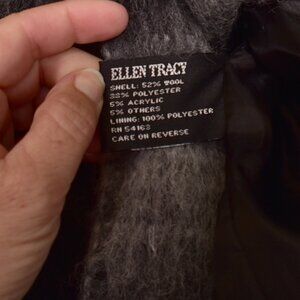 ELLEN TRACY
SHELL: 52% WOOL
38% POLYESTER
5% ACRYLIC
5% OTHERS
LINING: 100% POLYESTER
RN 54163
CARE ON REVERSE